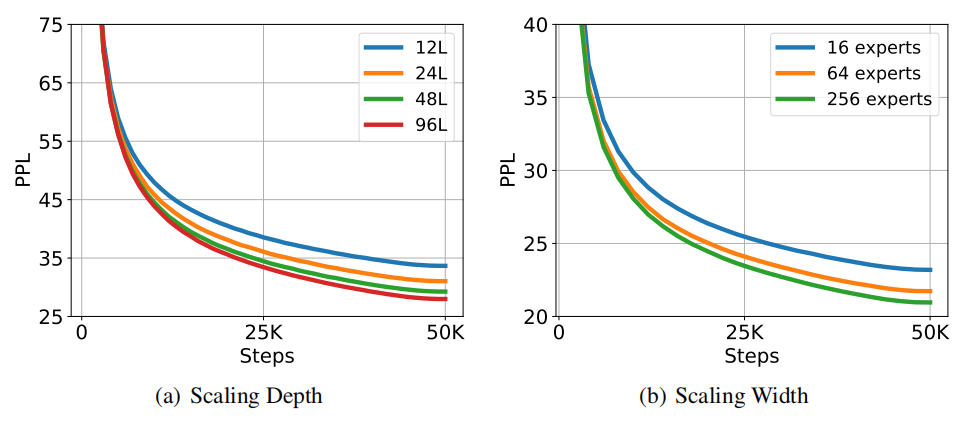 75
65
55
45
35
25
PPL
12L
24L
48L
96L
0
25K
50K
Steps
(a) Scaling Depth
40
35
30
25
20
PPL
16 experts
64 experts
256 experts
0
25K
50K
Steps
(b) Scaling Width